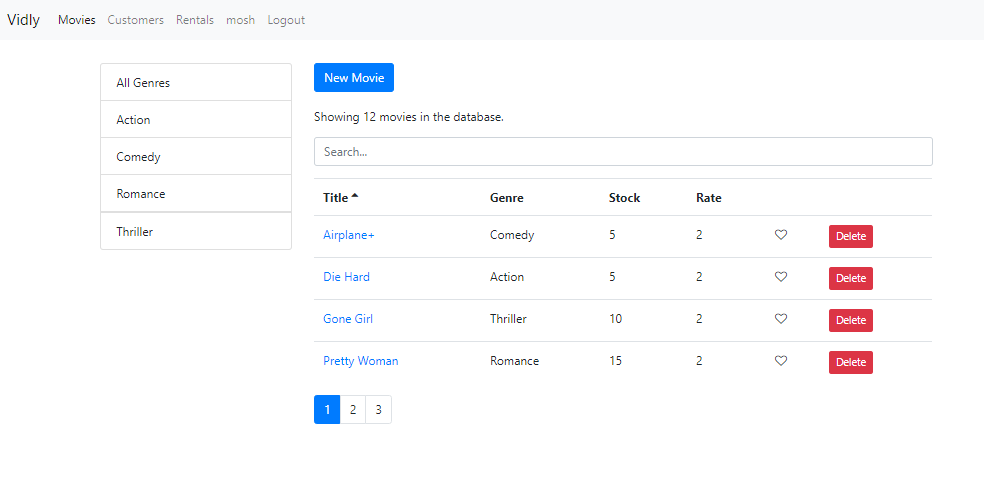 Vidly Movies Customers Rentals mosh Logout
All Genres
Action
Comedy
Romance
Thriller
New Movie
Showing 12 movies in the database.
Search...
Title Genre Stock Rate
Airplane+ Comedy 5 2 Delete
Die Hard Action 5 2 Delete
Gone Girl Thriller 10 2 Delete
Pretty Woman Romance 15 2 Delete
1 2 3